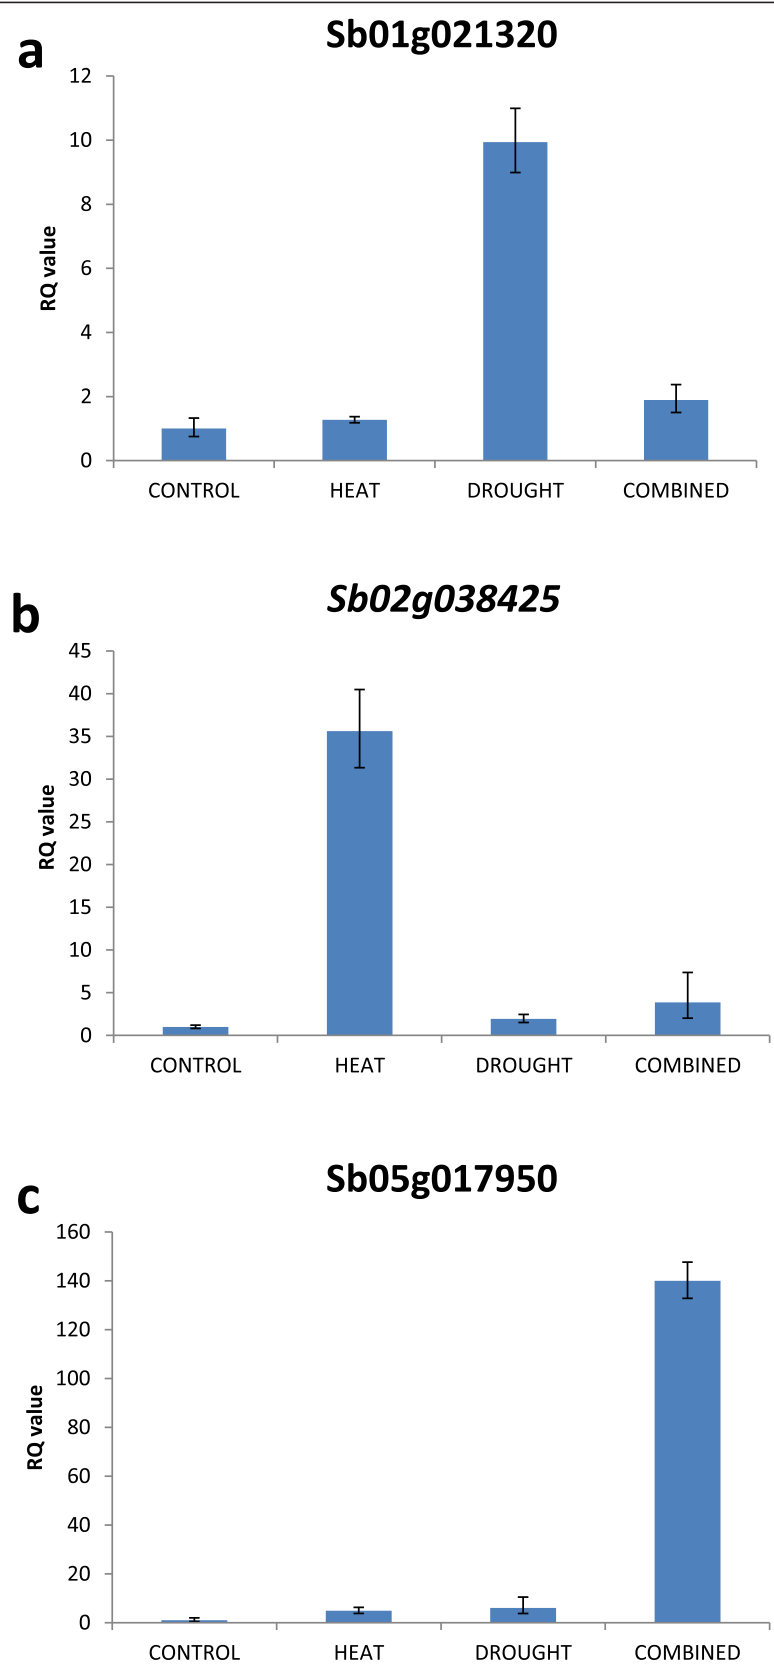 a
Sb01g021320
12
10
8
6
4
2
0
RQ value
CONTROL HEAT DROUGHT COMBINED
b
Sb02g038425
45
40
35
30
25
20
15
10
5
0
RQ value
CONTROL HEAT DROUGHT COMBINED
c
Sb05g017950
160
140
120
100
80
60
40
20
0
RQ value
CONTROL HEAT DROUGHT COMBINED